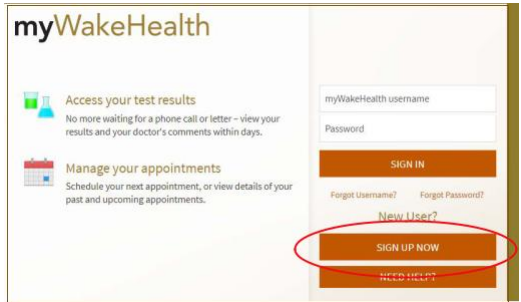 myWakeHealth
Access your test results
No more waiting for a phone call or letter – view your
results and your doctor's comments within days.
Manage your appointments
Schedule your next appointment, or view details of your
past and upcoming appointments.
myWakeHealth username
Password
SIGN IN
Forgot Username? Forgot Password?
New User?
SIGN UP NOW
NEED HELP?